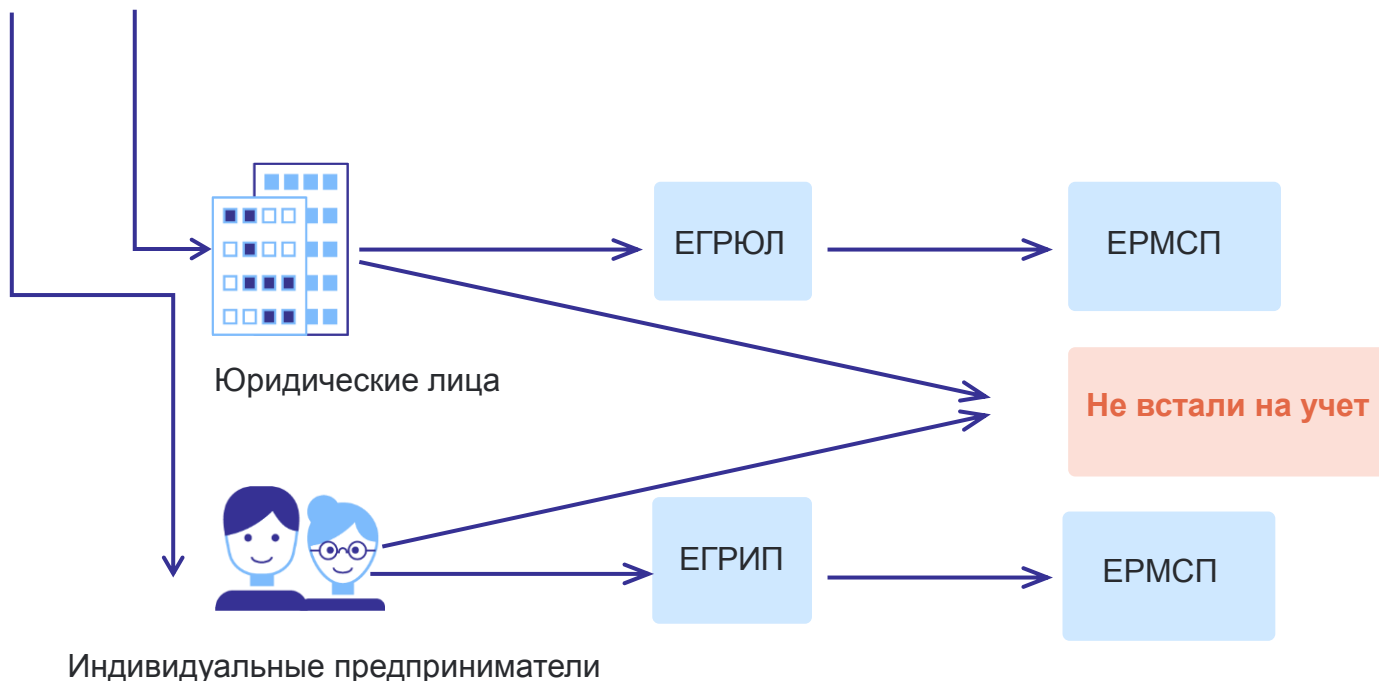 ЕГРЮЛ
ЕРМСП
Юридические лица
Не встали на учет
ЕГРИП
ЕРМСП
Индивидуальные предприниматели